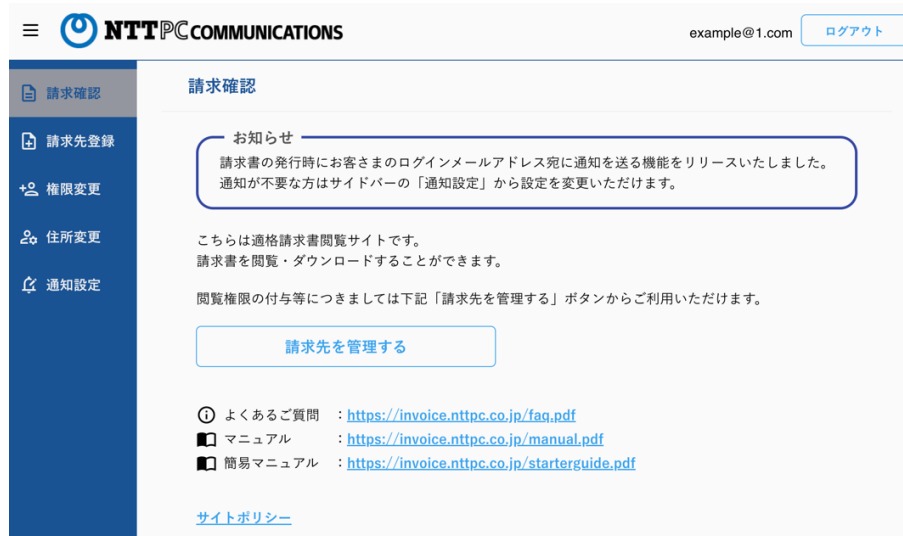 NTTPC COMMUNICATIONS
example@1.com
ログアウト
請求確認
請求先登録
権限変更
住所変更
通知設定
請求確認
お知らせ
請求書の発行時にお客さまのログインメールアドレス宛に通知を送る機能をリリースいたしました。
通知が不要な方はサイドバーの「通知設定」から設定を変更いただけます。
こちらは適格請求書閲覧サイトです。
請求書を閲覧・ダウンロードすることができます。
閲覧権限の付与等につきましては下記「請求先を管理する」ボタンからご利用いただけます。
請求先を管理する
よくあるご質問 :https://invoice.nttpc.co.jp/faq.pdf
マニュアル :https://invoice.nttpc.co.jp/manual.pdf
簡易マニュアル :https://invoice.nttpc.co.jp/starterguide.pdf
サイトポリシー